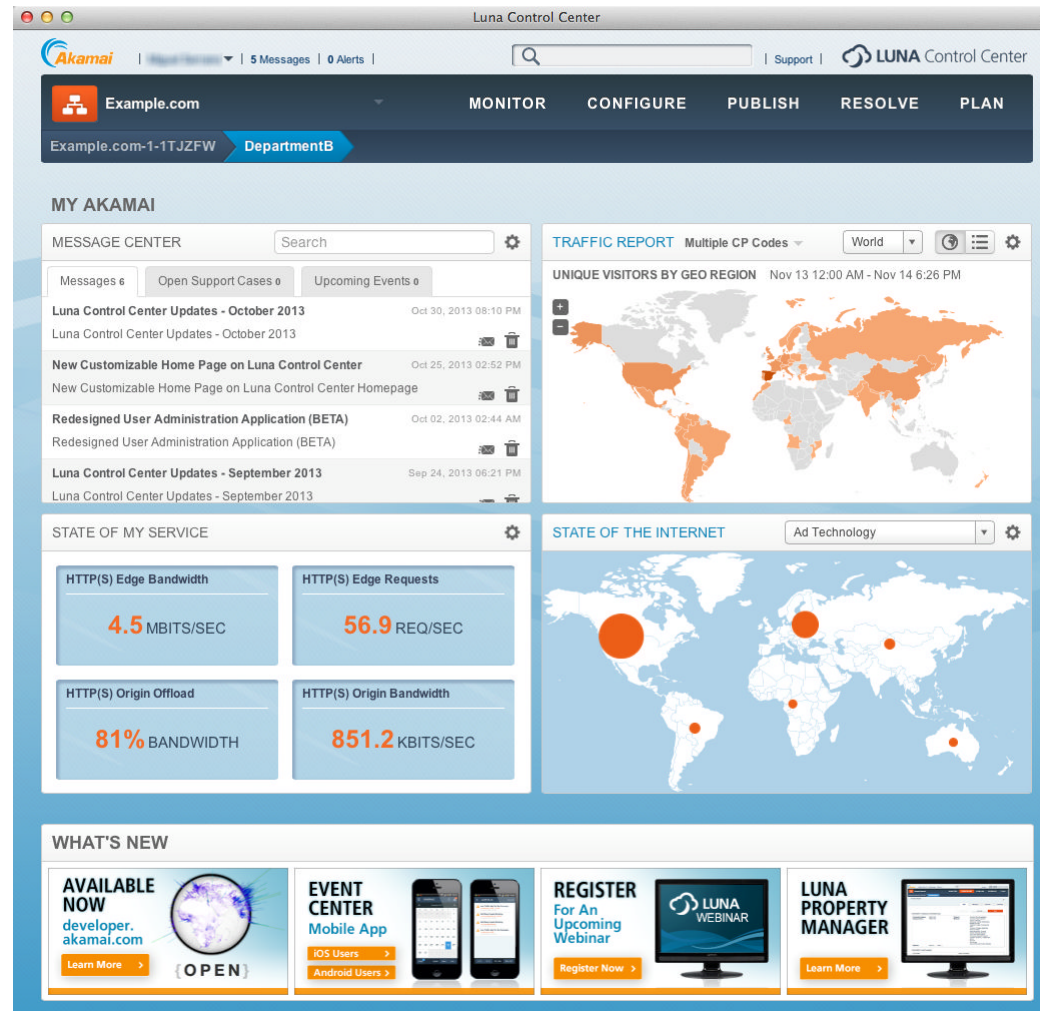 Luna Control Center
Akamai | | 5 Messages | 0 Alerts | | Support | LUNA Control Center
Example.com MONITOR CONFIGURE PUBLISH RESOLVE PLAN
Example.com-1-1TJZFW DepartmentB
MY AKAMAI
MESSAGE CENTER Search
Messages 6 Open Support Cases 0 Upcoming Events 0
Luna Control Center Updates - October 2013 Oct 30, 2013 08:10 PM
Luna Control Center Updates - October 2013
New Customizable Home Page on Luna Control Center Oct 25, 2013 02:52 PM
New Customizable Home Page on Luna Control Center Homepage
Redesigned User Administration Application (BETA) Oct 02, 2013 02:44 AM
Redesigned User Administration Application (BETA)
Luna Control Center Updates - September 2013 Sep 24, 2013 06:21 PM
Luna Control Center Updates - September 2013
TRAFFIC REPORT Multiple CP Codes World
UNIQUE VISITORS BY GEO REGION Nov 13 12:00 AM - Nov 14 6:26 PM
+
−
STATE OF MY SERVICE
HTTP(S) Edge Bandwidth
4.5 MBITS/SEC
HTTP(S) Edge Requests
56.9 REQ/SEC
HTTP(S) Origin Offload
81% BANDWIDTH
HTTP(S) Origin Bandwidth
851.2 KBITS/SEC
STATE OF THE INTERNET Ad Technology
WHAT'S NEW
AVAILABLE
NOW
developer.
akamai.com
Learn More >
{OPEN}
EVENT
CENTER
Mobile App
iOS Users >
Android Users >
REGISTER
For An
Upcoming
Webinar
Register Now >
LUNA
WEBINAR
LUNA
PROPERTY
MANAGER
Learn More >